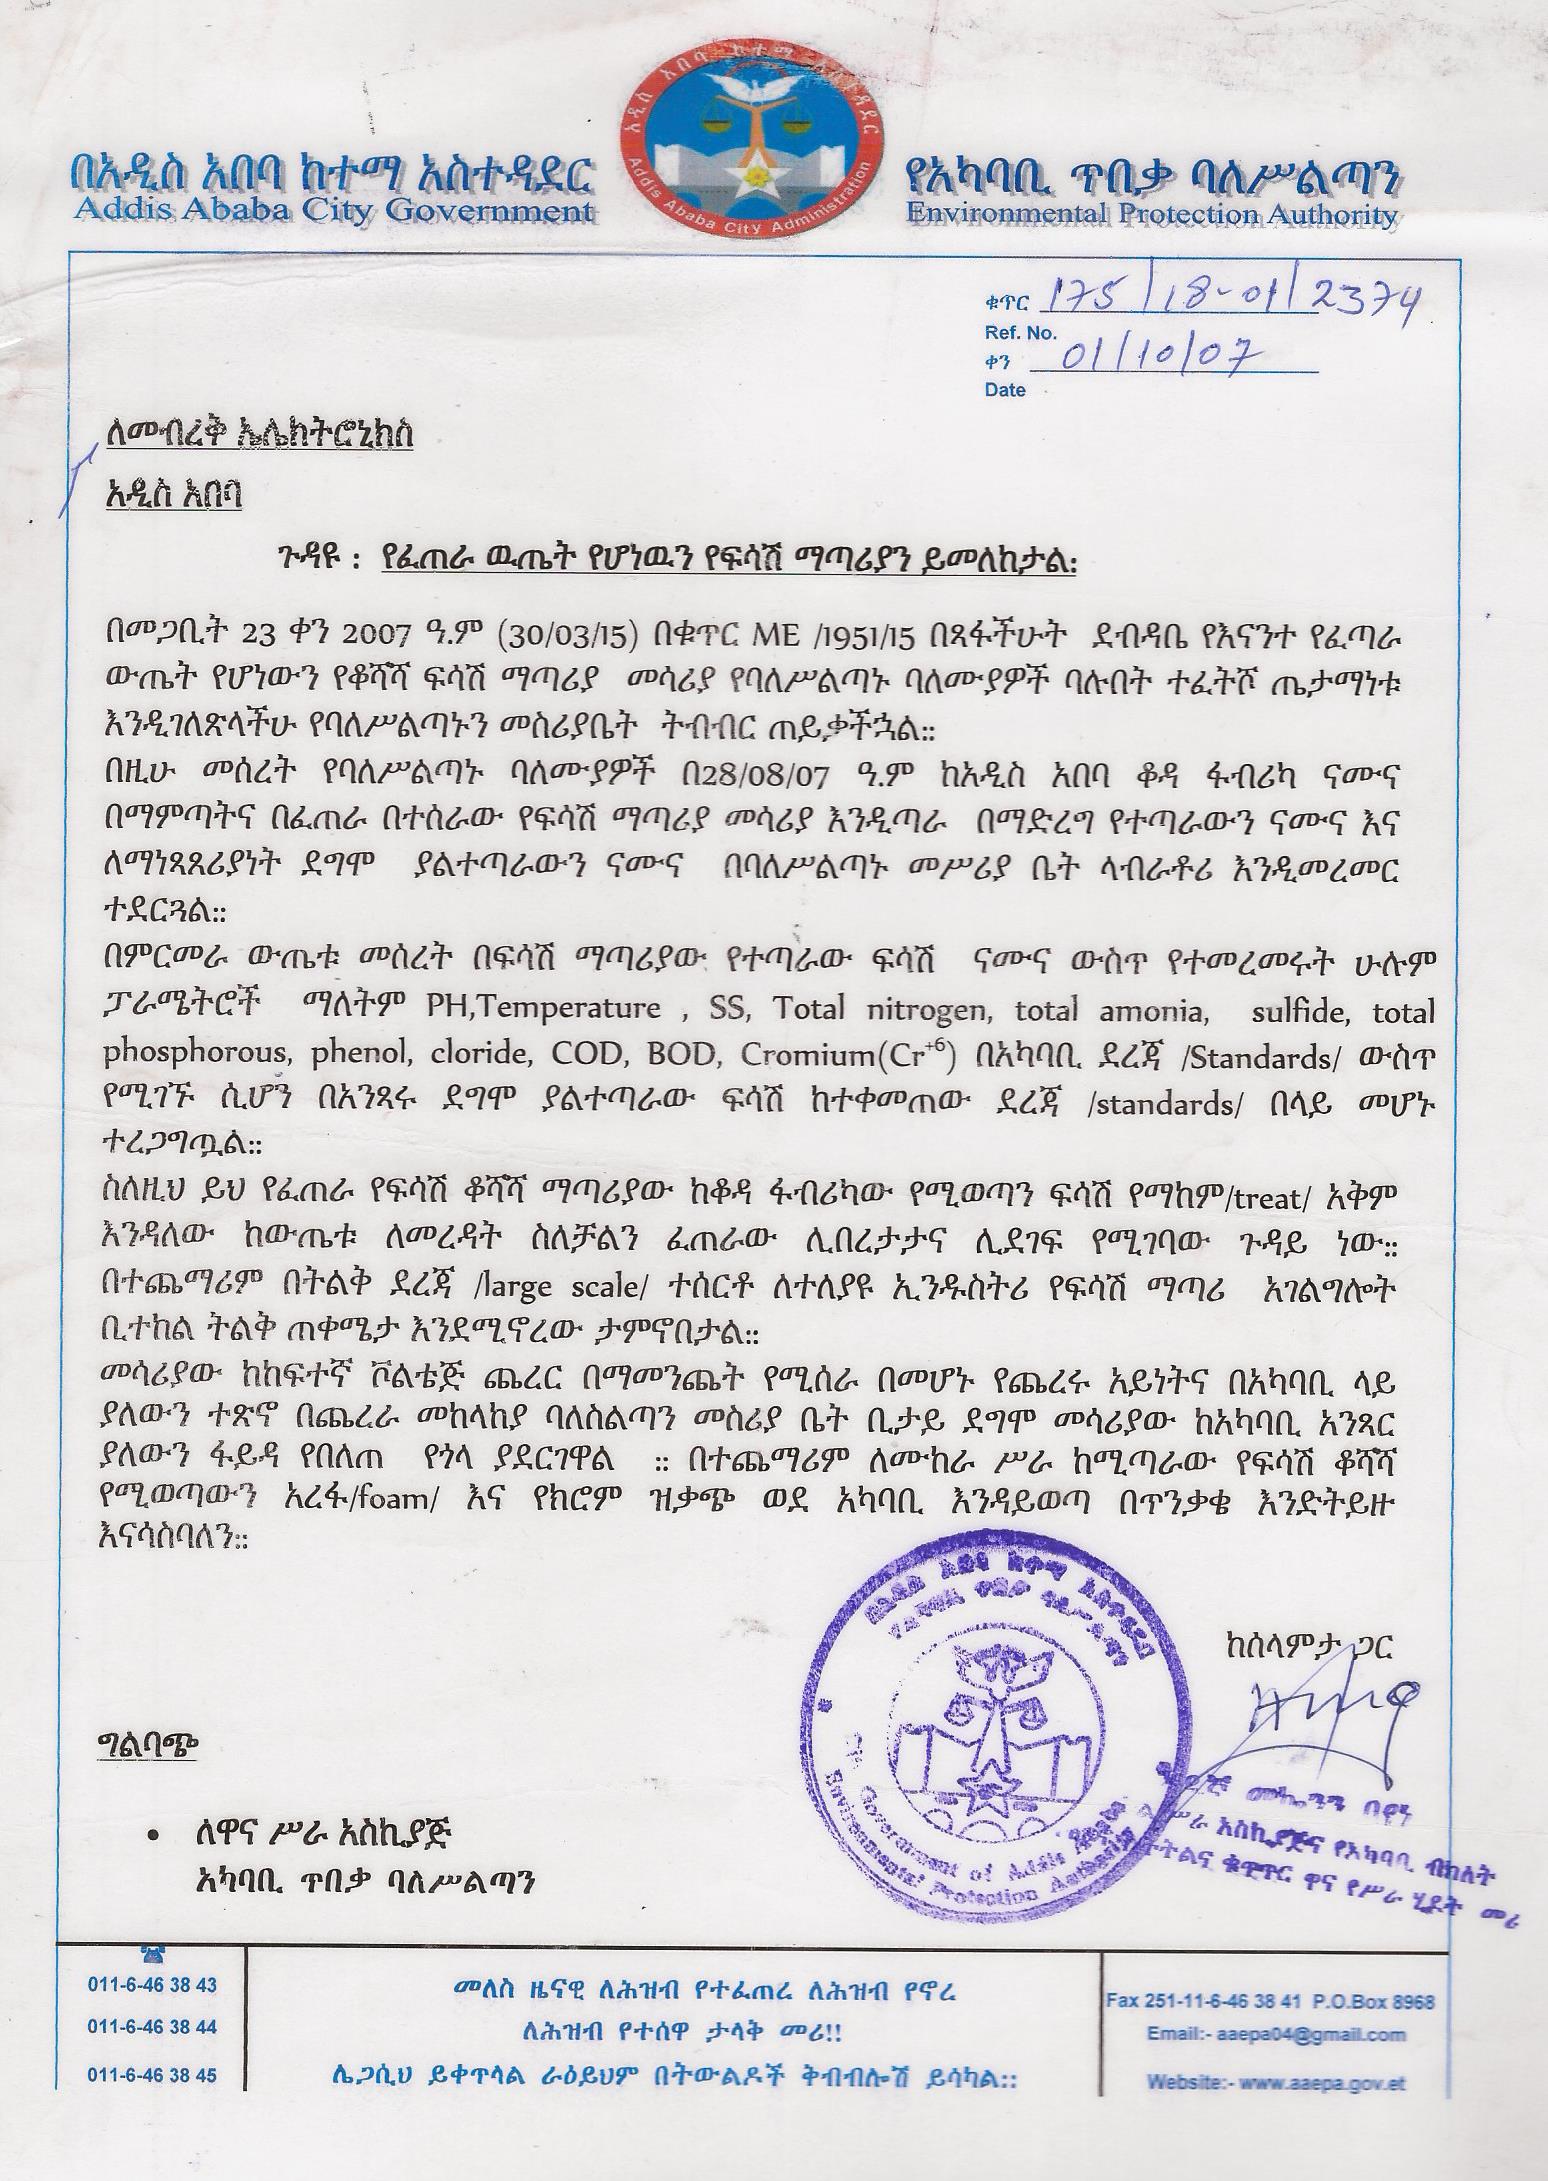 በአዲስ አበባ ከተማ አስተዳደር
Addis Ababa City Government
አዲስ አበባ ከተማ አስተዳደር
Addis Ababa City Administration
የአካባቢ ጥበቃ ባለሥልጣን
Environmental Protection Authority
ቁጥር 175/18-01/2374
Ref. No.
ቀን 01/10/07
Date
ለመብረቅ ኤሌክትሮኒክስ
አዲስ አበባ
ጉዳዩ : የፈጠራ ዉጤት የሆነዉን የፍሳሽ ማጣሪያን ይመለከታል:
በመጋቢት 23 ቀን 2007 ዓ.ም (30/03/15) በቁጥር ME /1951/15 በጻፋችሁት ደብዳቤ የእናንተ የፈጣራ
ውጤት የሆነውን የቆሻሻ ፍሳሽ ማጣሪያ መሳሪያ የባለሥልጣኑ ባለሙያዎች ባሉበት ተፈትሾ ጤታማነቱ
እንዲገለጽላችሁ የባለሥልጣኑን መስሪያቤት ትብብር ጠይቃችኋል።
በዚሁ መሰረት የባለሥልጣኑ ባለሙያዎች በ28/08/07 ዓ.ም ከአዲስ አበባ ቆዳ ፋብሪካ ናሙና
በማምጣትና በፈጠራ በተሰራው የፍሳሽ ማጣሪያ መሳሪያ እንዲጣራ በማድረግ የተጣራውን ናሙና እና
ለማነጻጸሪያነት ደግሞ ያልተጣራውን ናሙና በባለሥልጣኑ መሥሪያ ቤት ላብራቶሪ እንዲመረመር
ተደርጓል።
በምርመራ ውጤቱ መሰረት በፍሳሽ ማጣሪያው የተጣራው ፍሳሽ ናሙና ውስጥ የተመረመሩት ሁሉም
ፓራሜትሮች ማለትም PH,Temperature , SS, Total nitrogen, total amonia, sulfide, total
phosphorous, phenol, cloride, COD, BOD, Cromium(Cr+6) በአካባቢ ደረጃ /Standards/ ውስጥ
የሚገኙ ሲሆን በአንጻሩ ደግሞ ያልተጣራው ፍሳሽ ከተቀመጠው ደረጃ /standards/ በላይ መሆኑ
ተረጋግጧል።
ስለዚህ ይህ የፈጠራ የፍሳሽ ቆሻሻ ማጣሪያው ከቆዳ ፋብሪካው የሚወጣን ፍሳሽ የማከም/treat/ አቅም
እንዳለው ከውጤቱ ለመረዳት ስለቻልን ፈጠራው ሊበረታታና ሊደገፍ የሚገባው ጉዳይ ነው።
በተጨማሪም በትልቅ ደረጃ /large scale/ ተሰርቶ ለተለያዩ ኢንዱስትሪ የፍሳሽ ማጣሪ አገልግሎት
ቢተከል ትልቅ ጠቀሜታ እንደሚኖረው ታምኖበታል።
መሳሪያው ከከፍተኛ ቮልቴጅ ጨረር በማመንጨት የሚሰራ በመሆኑ የጨረሩ አይነትና በአካባቢ ላይ
ያለውን ተጽኖ በጨረራ መከላከያ ባለስልጣን መስሪያ ቤት ቢታይ ደግሞ መሳሪያው ከአካባቢ አንጻር
ያለውን ፋይዳ የበለጠ የጎላ ያደርገዋል ። በተጨማሪም ለሙከራ ሥራ ከሚጣራው የፍሳሽ ቆሻሻ
የሚወጣውን አረፋ/foam/ እና የክሮም ዝቃጭ ወደ አካባቢ እንዳይወጣ በጥንቃቄ እንድትይዙ
እናሳስባለን።
ከሰላምታ ጋር
መኰንን በየነ
ሥራ አስኪያጅና የአካባቢ ብክለት
ቁጥጥር ዋና የሥራ ሂደት መሪ
በአዲስ አበባ ከተማ አስተዳደር
የአካባቢ ጥበቃ ባለሥልጣን
Government of Addis Ababa
Environmental Protection Authority
ግልባጭ
• ለዋና ሥራ አስኪያጅ
አካባቢ ጥበቃ ባለሥልጣን
011-6-46 38 43
011-6-46 38 44
011-6-46 38 45
መለስ ዜናዊ ለሕዝብ የተፈጠረ ለሕዝብ የኖረ
ለሕዝብ የተሰዋ ታላቅ መሪ!!
ሌጋሲህ ይቀጥላል ራዕይህም በትውልዶች ቅብብሎሽ ይሳካል::
Fax 251-11-6-46 38 41 P.O.Box 8968
Email:- aaepa04@gmail.com
Website:- www.aaepa.gov.et